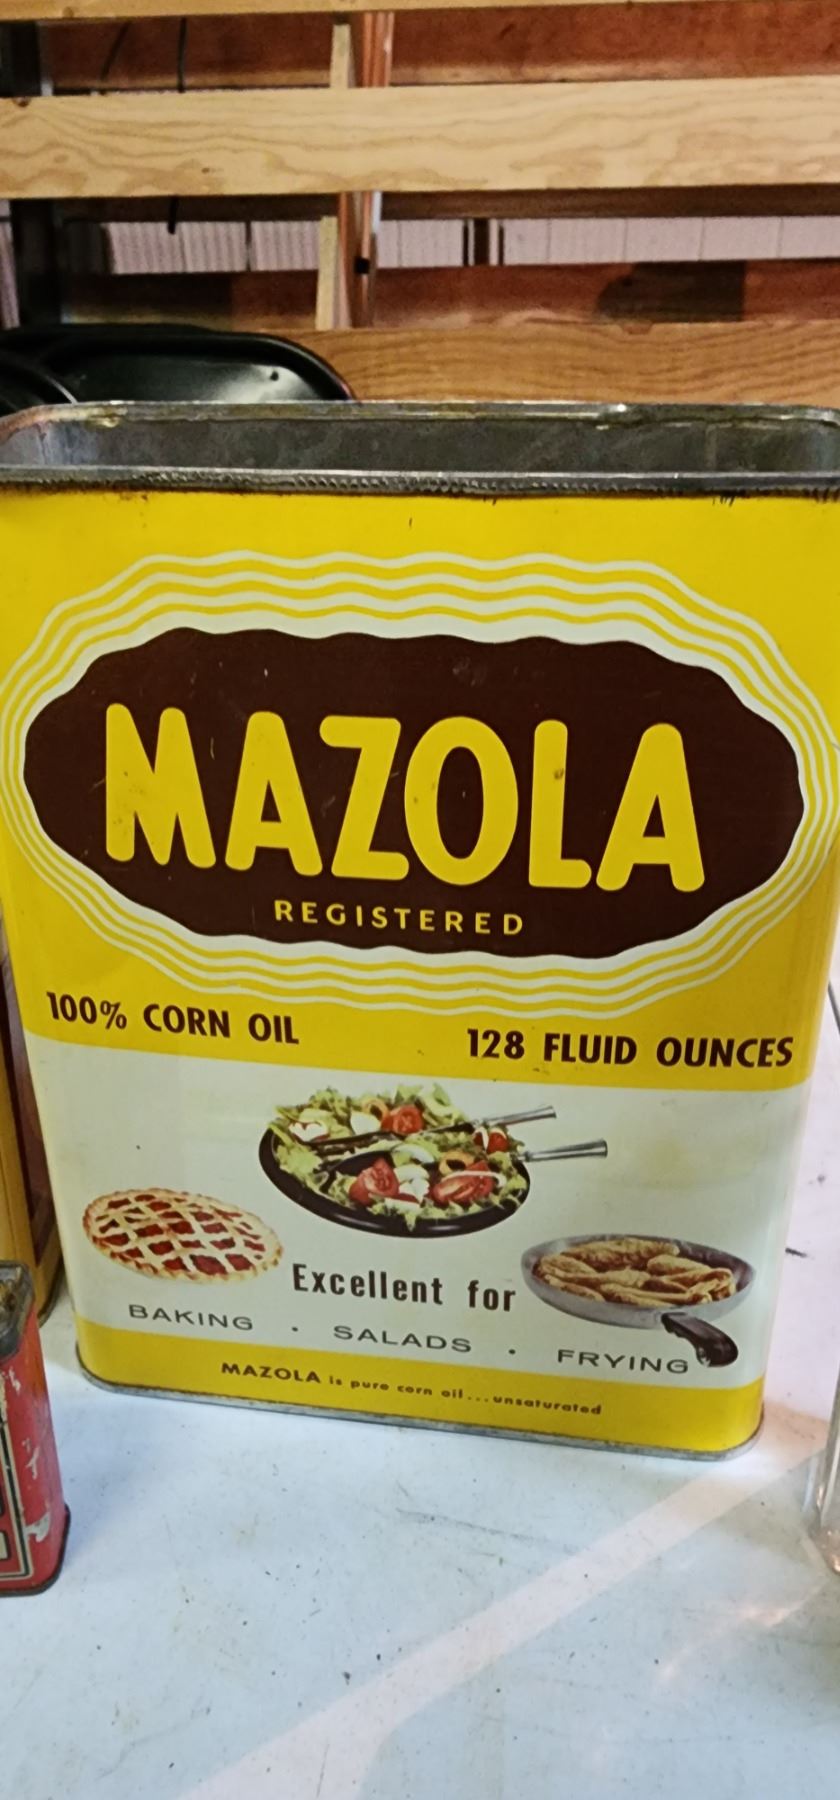 MAZOLA
REGISTERED
100% CORN OIL
128 FLUID OUNCES
Excellent for
BAKING · SALADS · FRYING
MAZOLA is pure corn oil...unsaturated